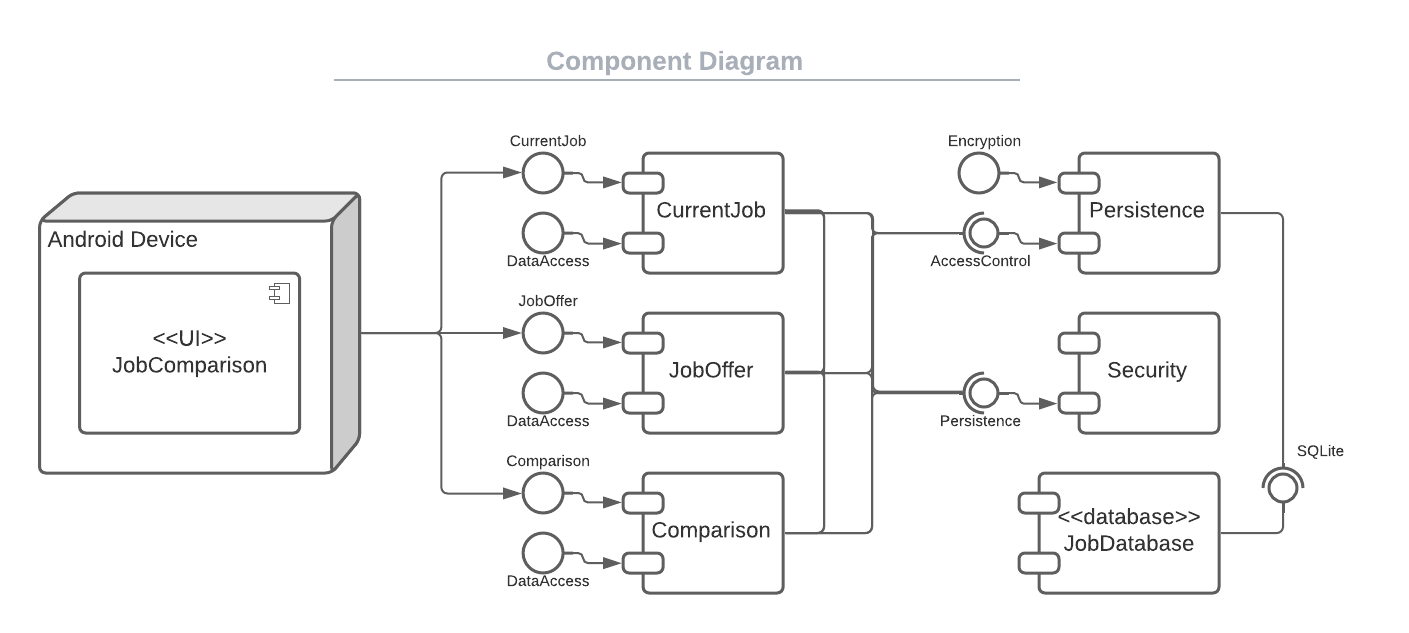 Component Diagram
Android Device
<<UI>>
JobComparison
CurrentJob
DataAccess
CurrentJob
JobOffer
DataAccess
JobOffer
Comparison
DataAccess
Comparison
Encryption
AccessControl
Persistence
Persistence
Security
SQLite
<<database>>
JobDatabase